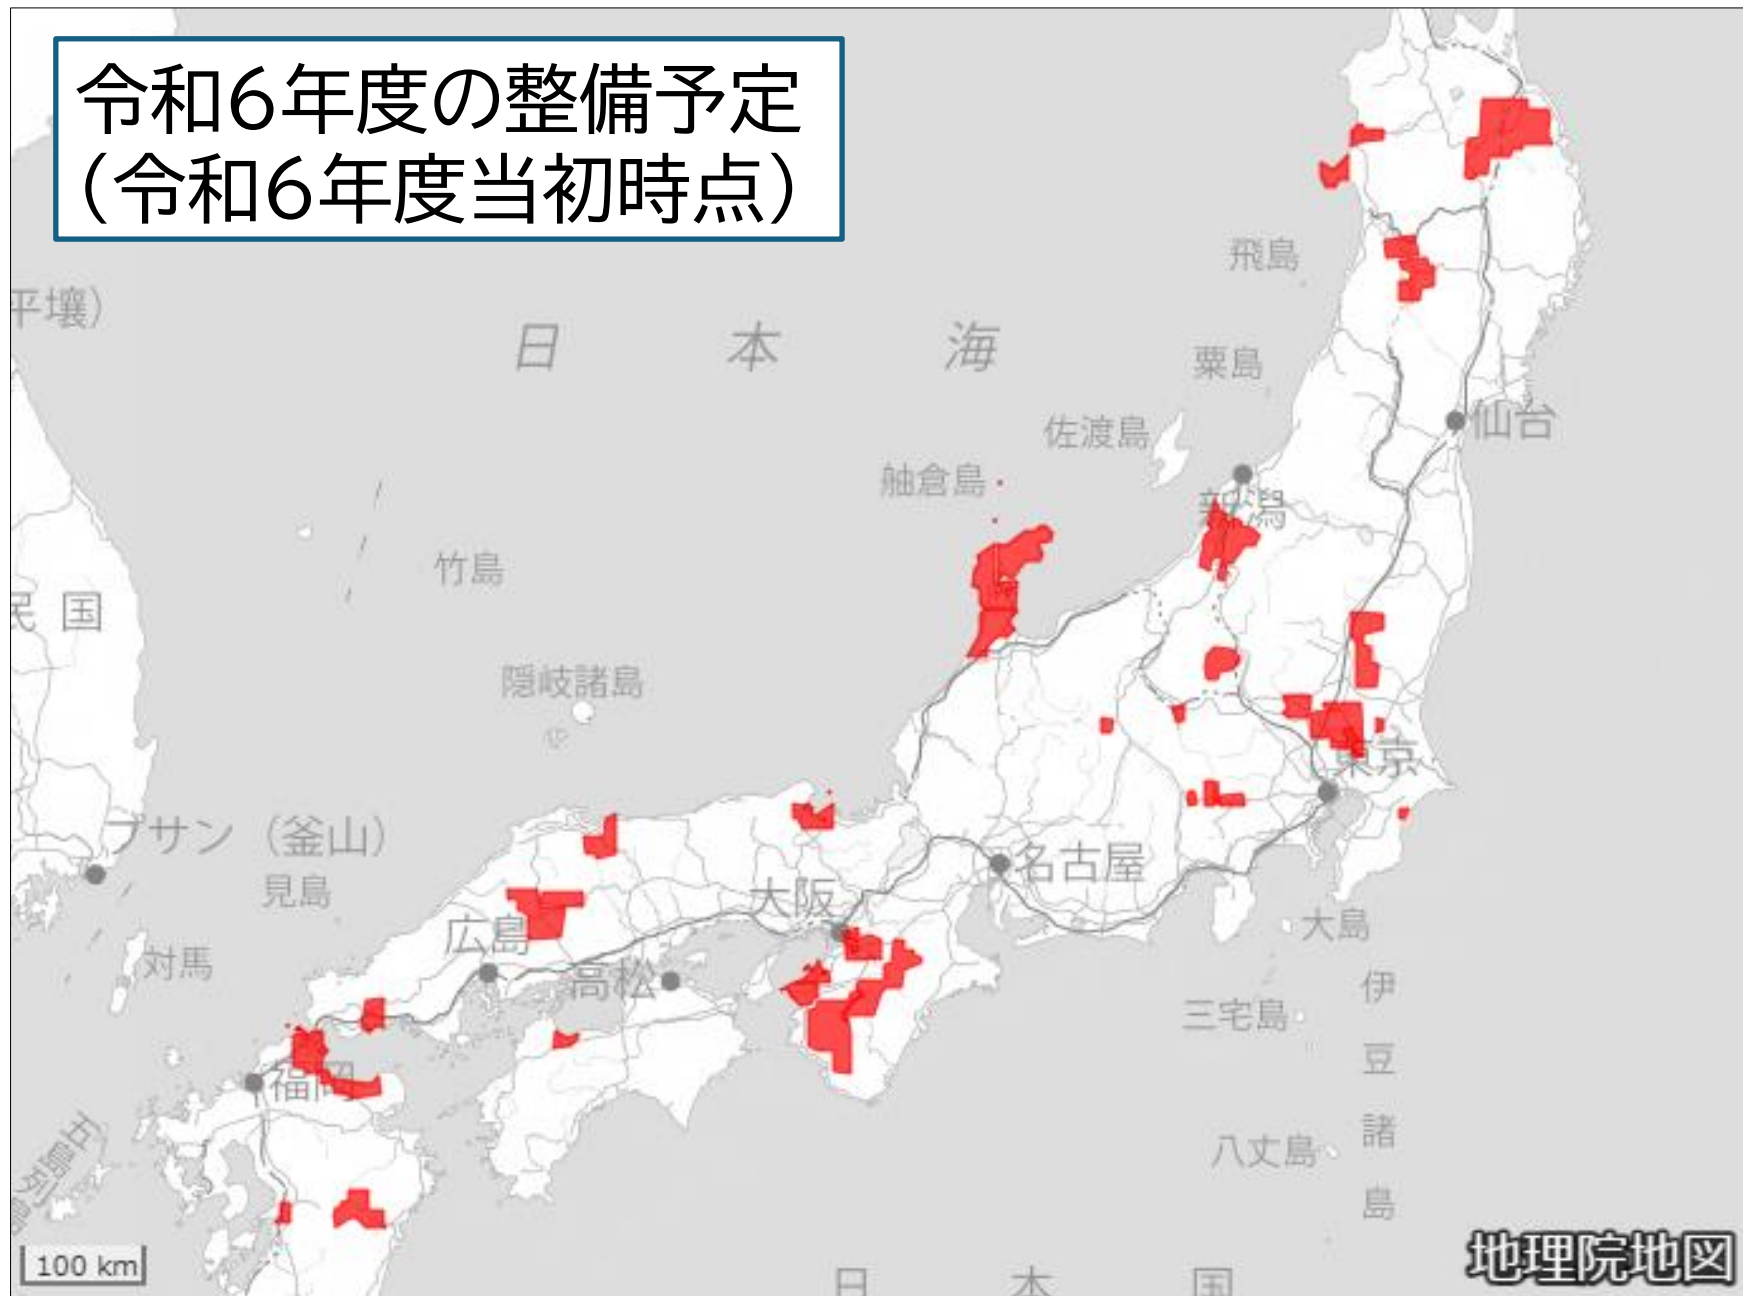 令和6年度の整備予定
（令和6年度当初時点）
飛島
平壌）
日本海
粟島
仙台
佐渡島
舳倉島
新潟
竹島
民国
隠岐諸島
東京
プサン（釜山）
名古屋
見島
大阪
大島
広島
対馬
高松
伊豆諸島
三宅島
福岡
八丈島
五島列島
100 km
日本国
地理院地図